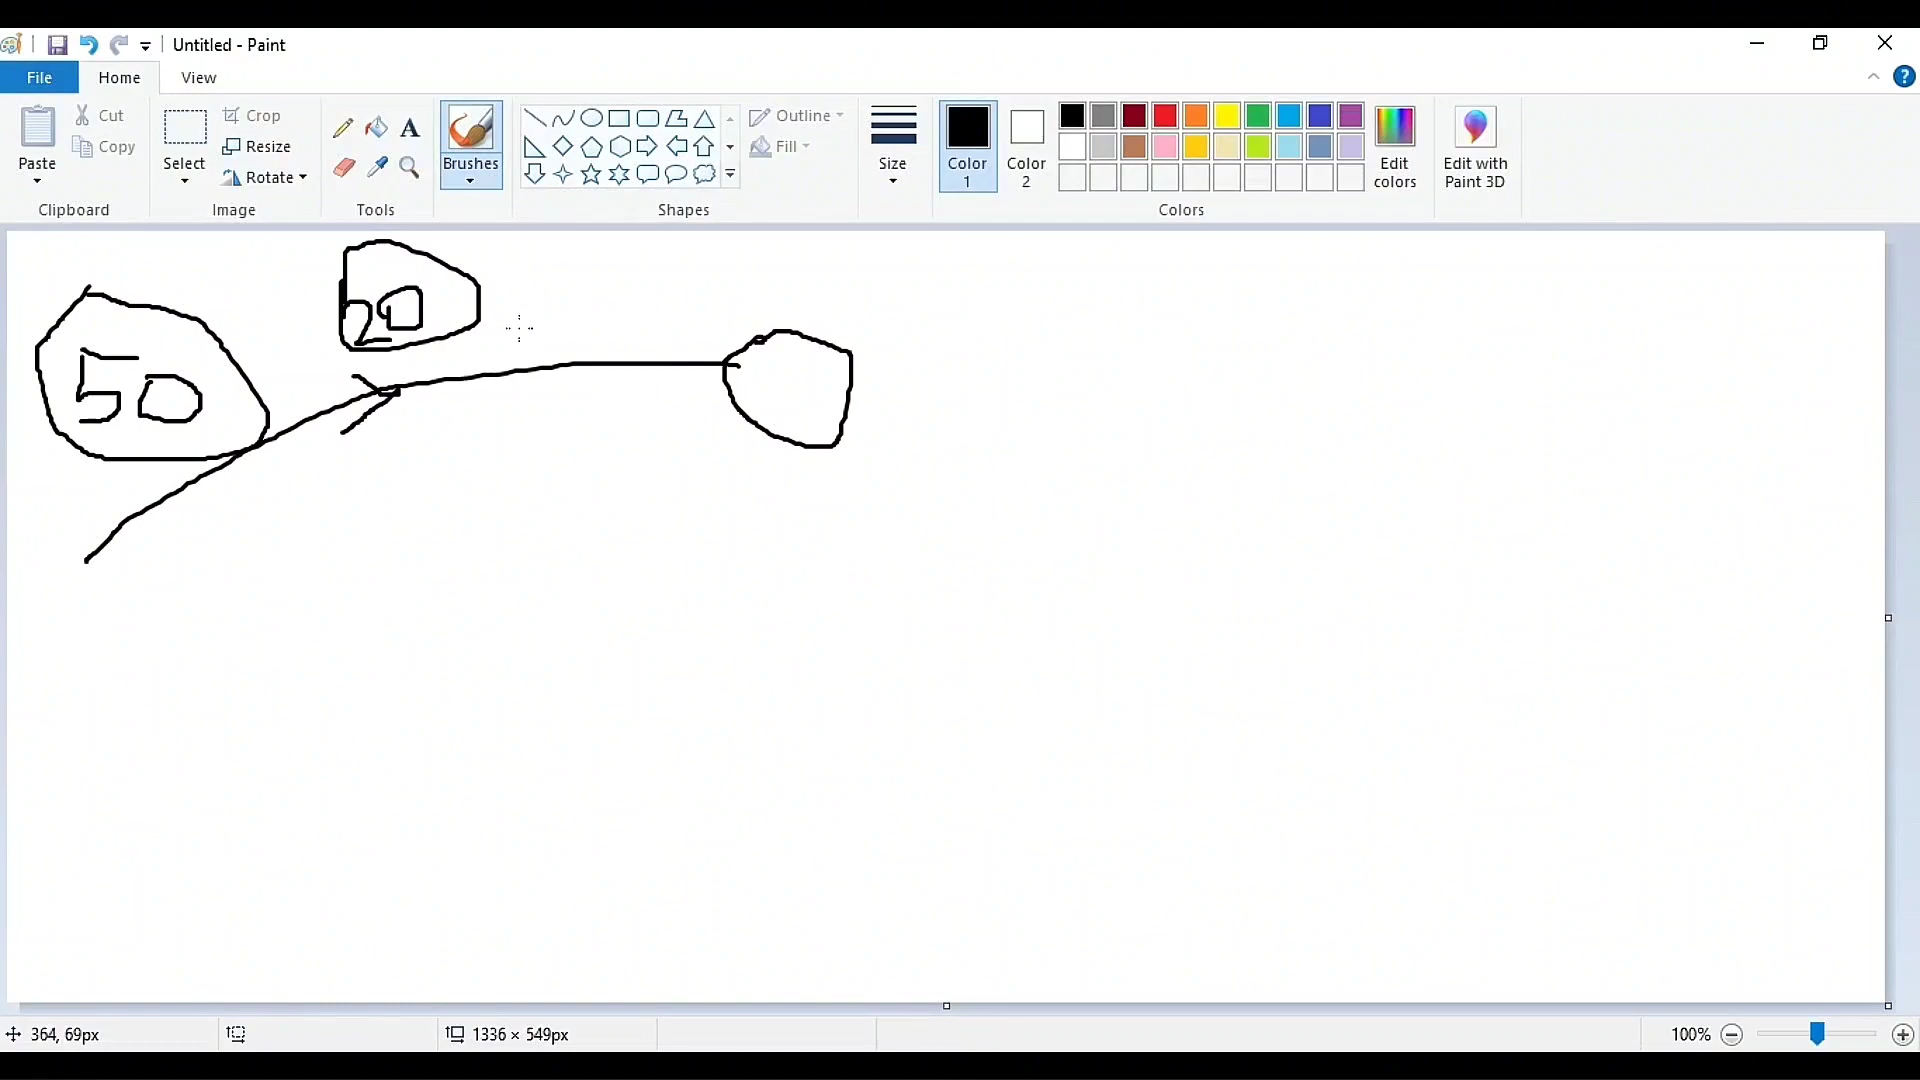 Untitled - Paint
File Home View
Paste
Cut
Copy
Clipboard
Select
Crop
Resize
Rotate
Image
Tools
Brushes
Shapes
Outline
Fill
Size
Color 1
Color 2
Edit colors
Colors
Edit with Paint 3D
20
50
364, 69px
1336 × 549px
100%